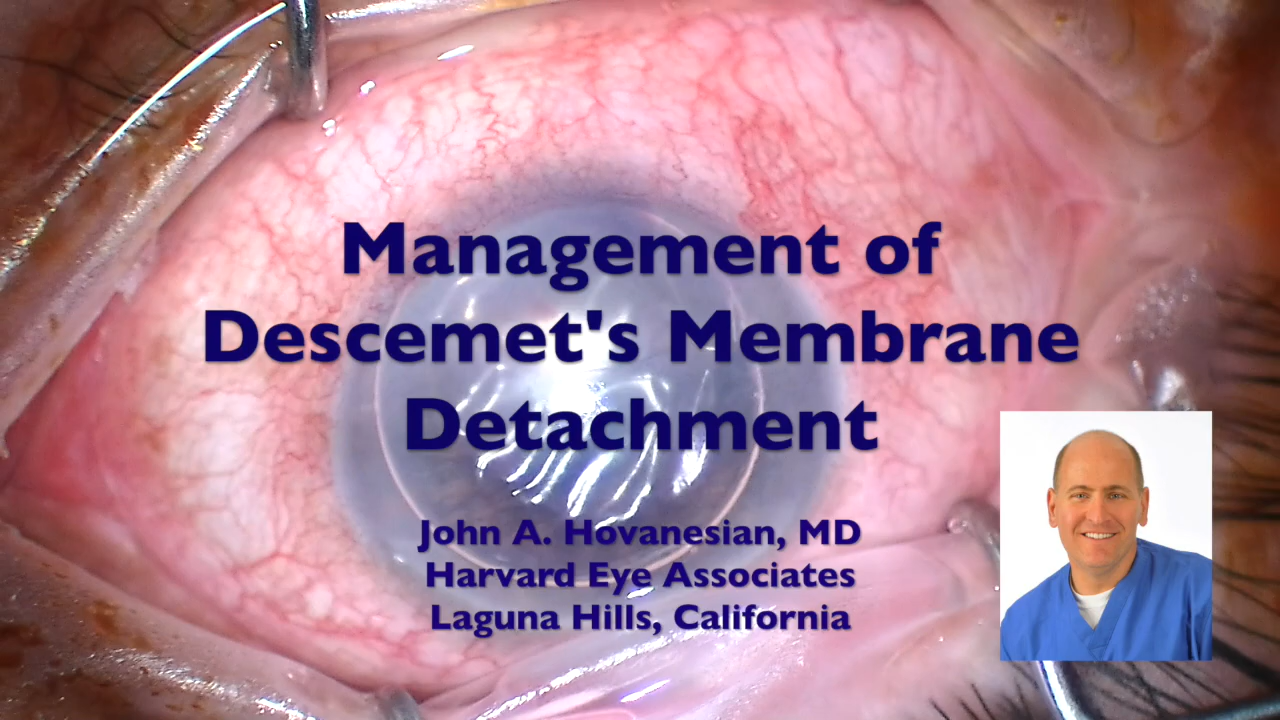 Management of
Descemet's Membrane
Detachment
John A. Hovanesian, MD
Harvard Eye Associates
Laguna Hills, California